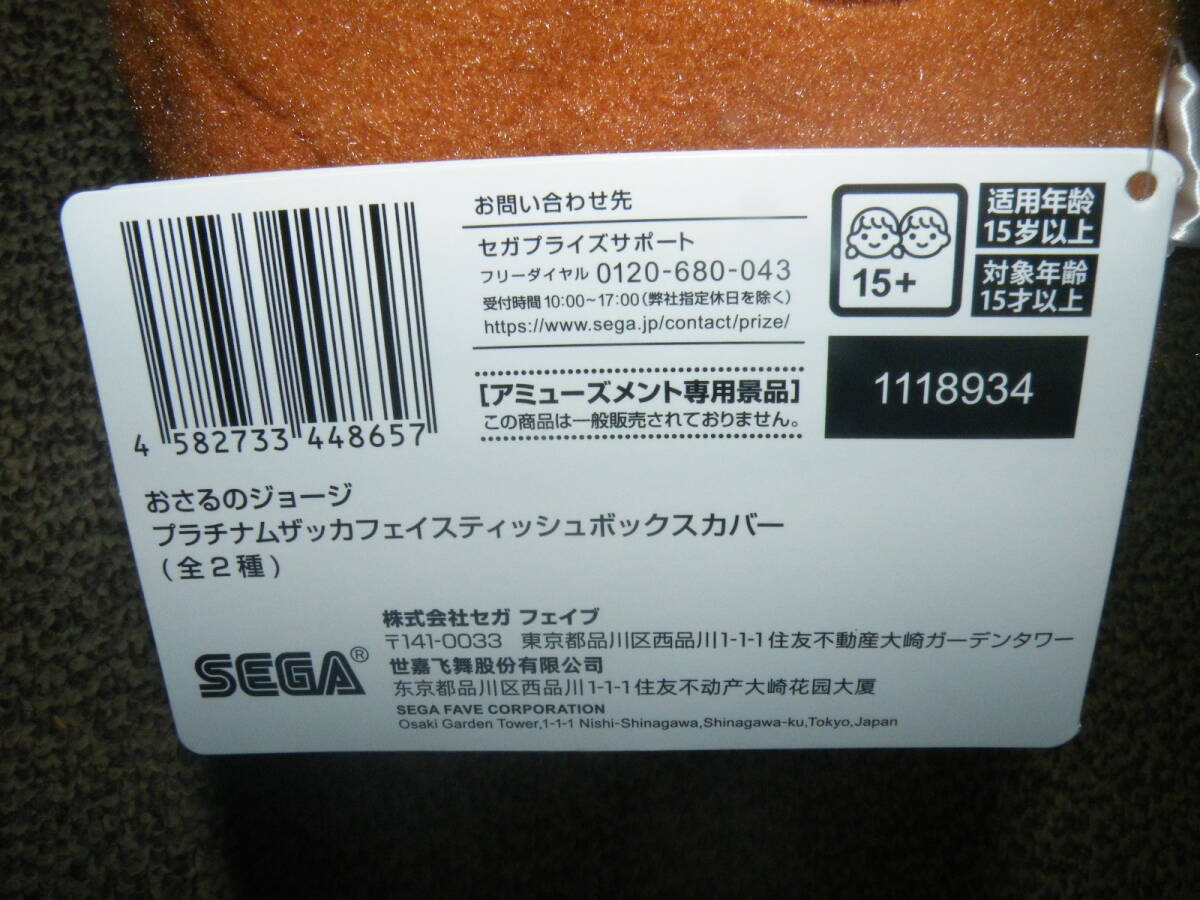 お問い合わせ先
セガプライズサポート
フリーダイヤル 0120-680-043
受付時間 10:00~17:00(弊社指定休日を除く)
https://www.sega.jp/contact/prize/
[アミューズメント専用景品]
この商品は一般販売されておりません。
15+
适用年龄
15岁以上
対象年齢
15才以上
1118934
4 582733 448657
おさるのジョージ
プラチナムザッカフェイスティッシュボックスカバー
(全2種)
SEGA®
株式会社セガ フェイブ
〒141-0033 東京都品川区西品川1-1-1住友不動産大崎ガーデンタワー
世嘉飞舞股份有限公司
东京都品川区西品川1-1-1住友不动产大崎花园大厦
SEGA FAVE CORPORATION
Osaki Garden Tower,1-1-1 Nishi-Shinagawa,Shinagawa-ku,Tokyo,Japan